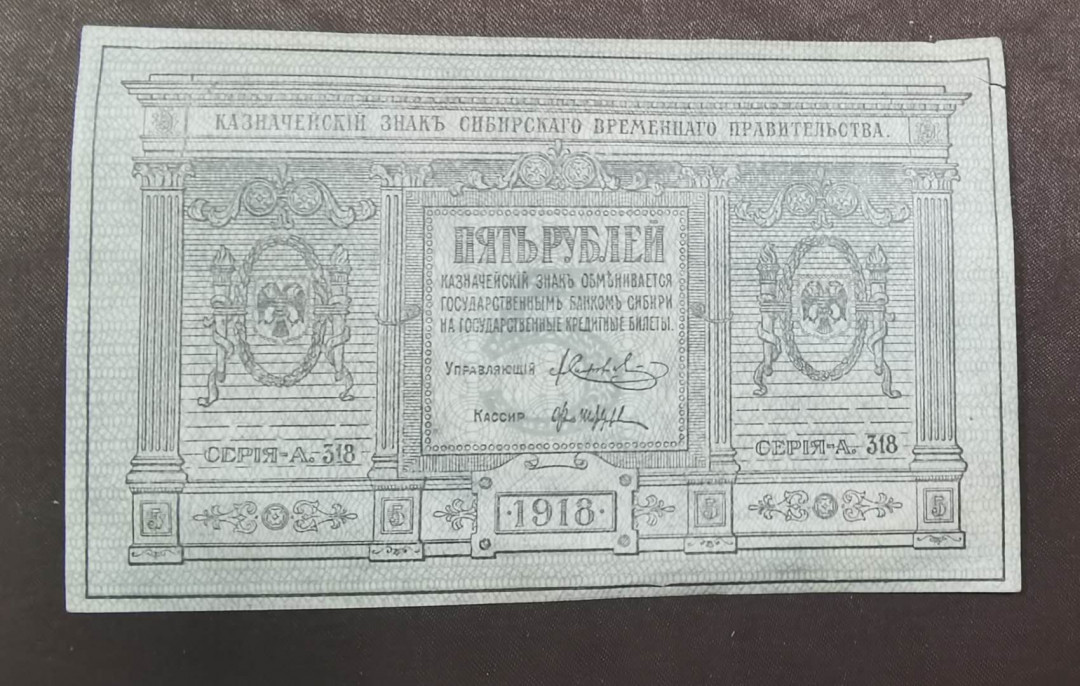 КАЗНАЧЕЙСКІЙ ЗНАКЪ СИБИРСКАГО ВРЕМЕННАГО ПРАВИТЕЛЬСТВА.
ПЯТЬ РУБЛЕЙ
КАЗНАЧЕЙСКІЙ ЗНАКЪ ОБМѢНИВАЕТСЯ
ГОСУДАРСТВЕННЫМЪ БАНКОМЪ СИБИРИ
НА ГОСУДАРСТВЕННЫЕ КРЕДИТНЫЕ БИЛЕТЫ.
УПРАВЛЯЮЩІЙ
КАССИР
СЕРІЯ-А. 318
СЕРІЯ-А. 318
5 5 ·1918· 5 5